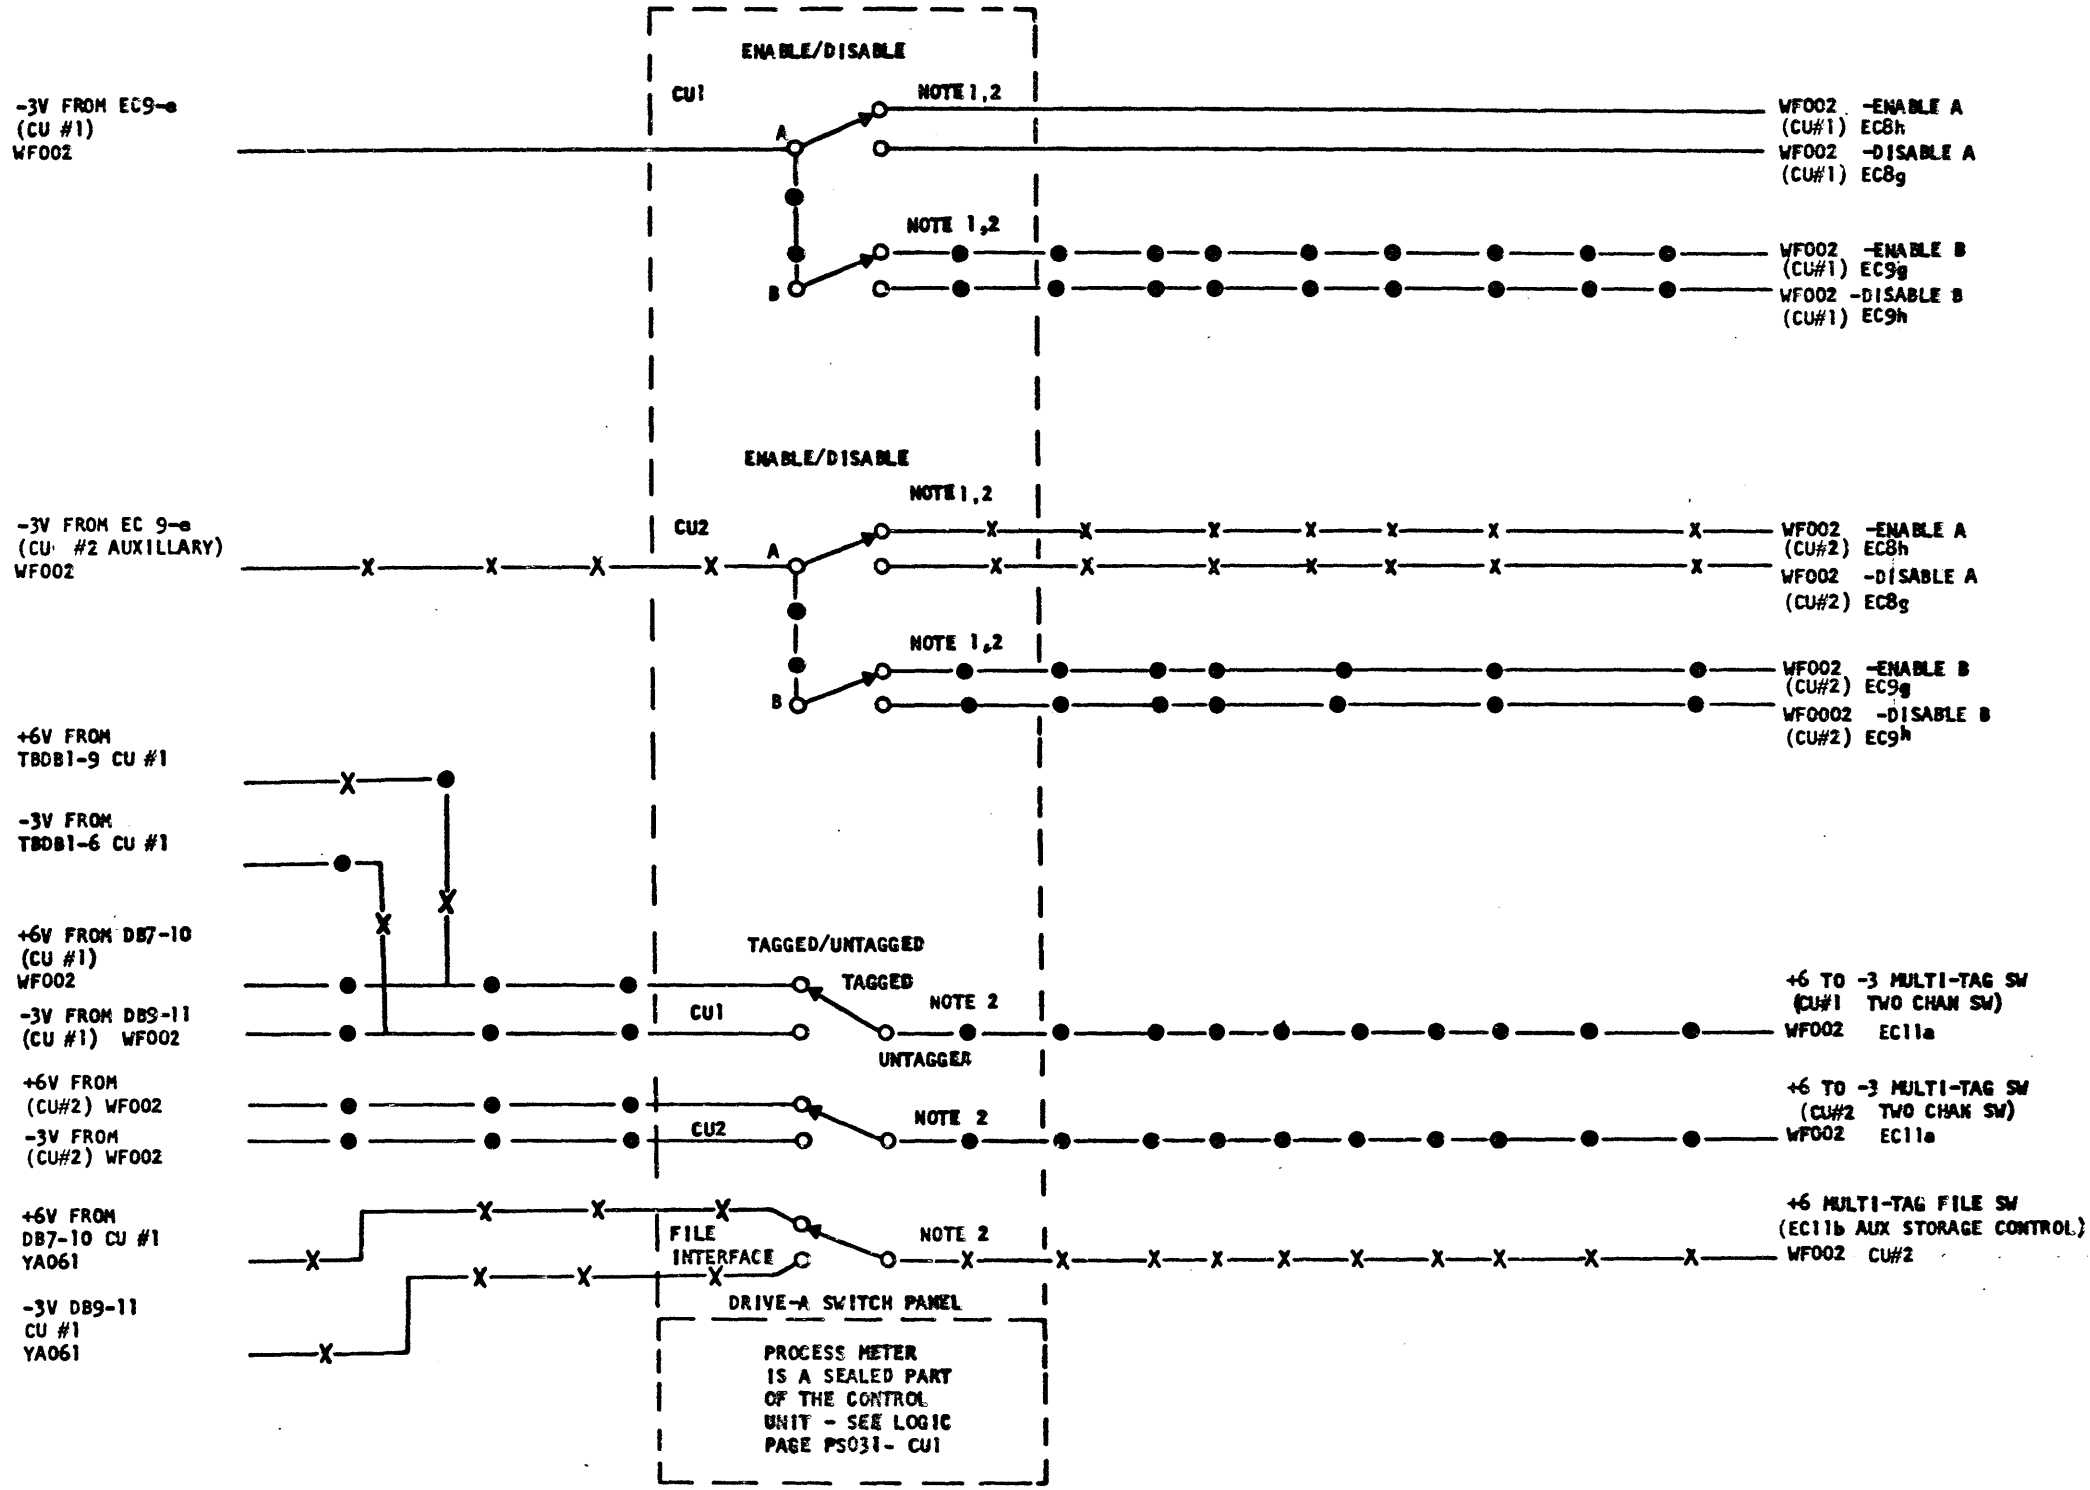 ENABLE/DISABLE
CU1
NOTE 1,2
-3V FROM EC9-e
(CU #1)
WF002
A
WF002 -ENABLE A
(CU#1) EC8h
WF002 -DISABLE A
(CU#1) EC8g
NOTE 1,2
B
WF002 -ENABLE B
(CU#1) EC9g
WF002 -DISABLE B
(CU#1) EC9h
ENABLE/DISABLE
NOTE 1,2
-3V FROM EC 9-e
(CU #2 AUXILLARY)
WF002
CU2
A
WF002 -ENABLE A
(CU#2) EC8h
WF002 -DISABLE A
(CU#2) EC8g
NOTE 1,2
B
WF002 -ENABLE B
(CU#2) EC9g
WF0002 -DISABLE B
(CU#2) EC9h
+6V FROM
TBDB1-9 CU #1
-3V FROM
TBDB1-6 CU #1
+6V FROM DB7-10
(CU #1)
WF002
-3V FROM DB9-11
(CU #1) WF002
TAGGED/UNTAGGED
TAGGED
CU1
NOTE 2
UNTAGGED
+6 TO -3 MULTI-TAG SW
(CU#1 TWO CHAN SW)
WF002 EC11a
+6V FROM
(CU#2) WF002
-3V FROM
(CU#2) WF002
CU2
NOTE 2
+6 TO -3 MULTI-TAG SW
(CU#2 TWO CHAN SW)
WF002 EC11a
+6V FROM
DB7-10 CU #1
YA061
-3V DB9-11
CU #1
YA061
FILE
INTERFACE
NOTE 2
+6 MULTI-TAG FILE SW
(EC11b AUX STORAGE CONTROL)
WF002 CU#2
DRIVE-A SWITCH PANEL
PROCESS METER
IS A SEALED PART
OF THE CONTROL
UNIT - SEE LOGIC
PAGE PS031- CU1